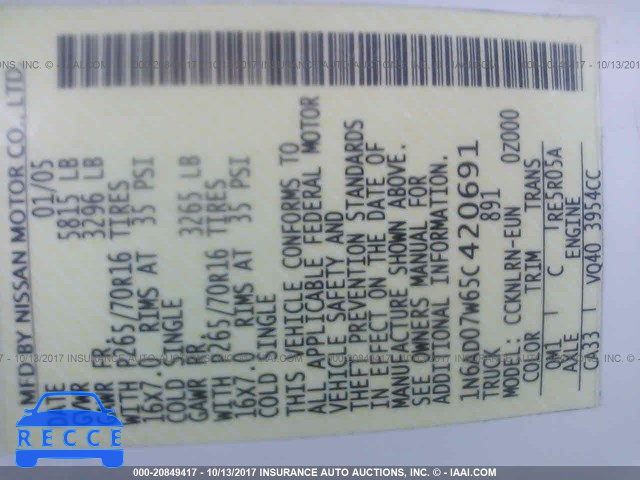 MFD BY NISSAN MOTOR CO., LTD
DATE 01/05
GVWR 5815 LB
GAWR FR 3296 LB
WITH P265/70R16 TIRES
16X7.0 RIMS AT 35 PSI
COLD SINGLE
GAWR RR 3265 LB
WITH P265/70R16 TIRES
16X7.0 RIMS AT 35 PSI
COLD SINGLE
THIS VEHICLE CONFORMS TO
ALL APPLICABLE FEDERAL MOTOR
VEHICLE SAFETY AND
THEFT PREVENTION STANDARDS
IN EFFECT ON THE DATE OF
MANUFACTURE SHOWN ABOVE.
SEE OWNERS MANUAL FOR
ADDITIONAL INFORMATION.
1N6AD07W65C420691
TRUCK 891
MODEL: CCKNLRN-EUN 0Z000
COLOR TRIM TRANS
QM1 C RE5R05A
AXLE ENGINE
CA33 VQ40 3954CC
000-20849417 - 10/13/2017 INSURANCE AUTO AUCTIONS, INC. - © IAAI.COM